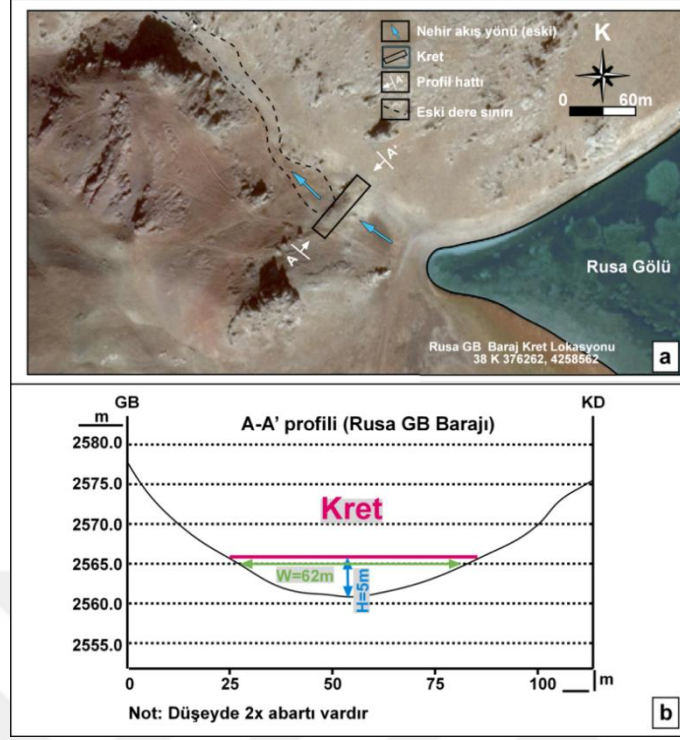 Nehir akış yönü (eski)
Kret
A A' Profil hattı
Eski dere sınırı
K
0 60m
A'
A
Rusa Gölü
Rusa GB Baraj Kret Lokasyonu
38 K 376262, 4258562
a
GB KD
m
A-A' profili (Rusa GB Barajı)
2580.0
2575.0
2570.0
2565.0
2560.0
2555.0
Kret
W=62m
H=5m
0 25 50 75 100 m
Not: Düşeyde 2x abartı vardır
b